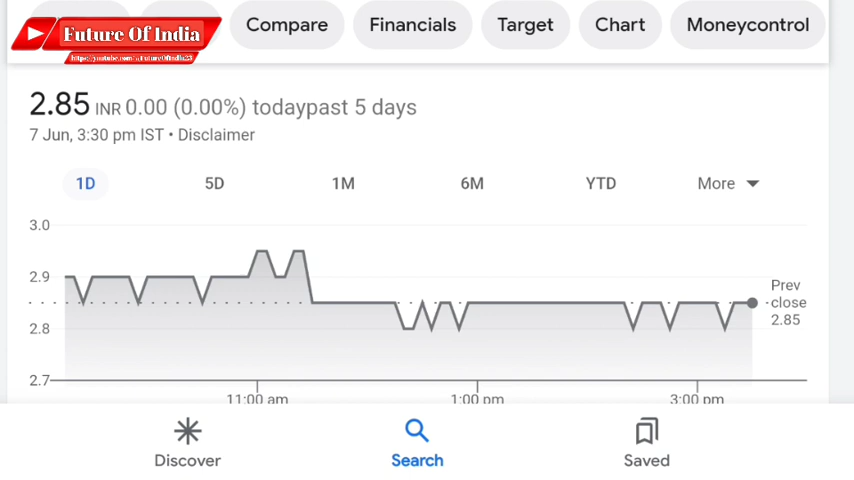 Compare Financials Target Chart Moneycontrol
Future Of India
2.85 INR 0.00 (0.00%) todaypast 5 days
7 Jun, 3:30 pm IST • Disclaimer
1D 5D 1M 6M YTD More
3.0
2.9
Prev
close
2.85
2.8
2.7
11:00 am 1:00 pm 3:00 pm
Discover Search Saved